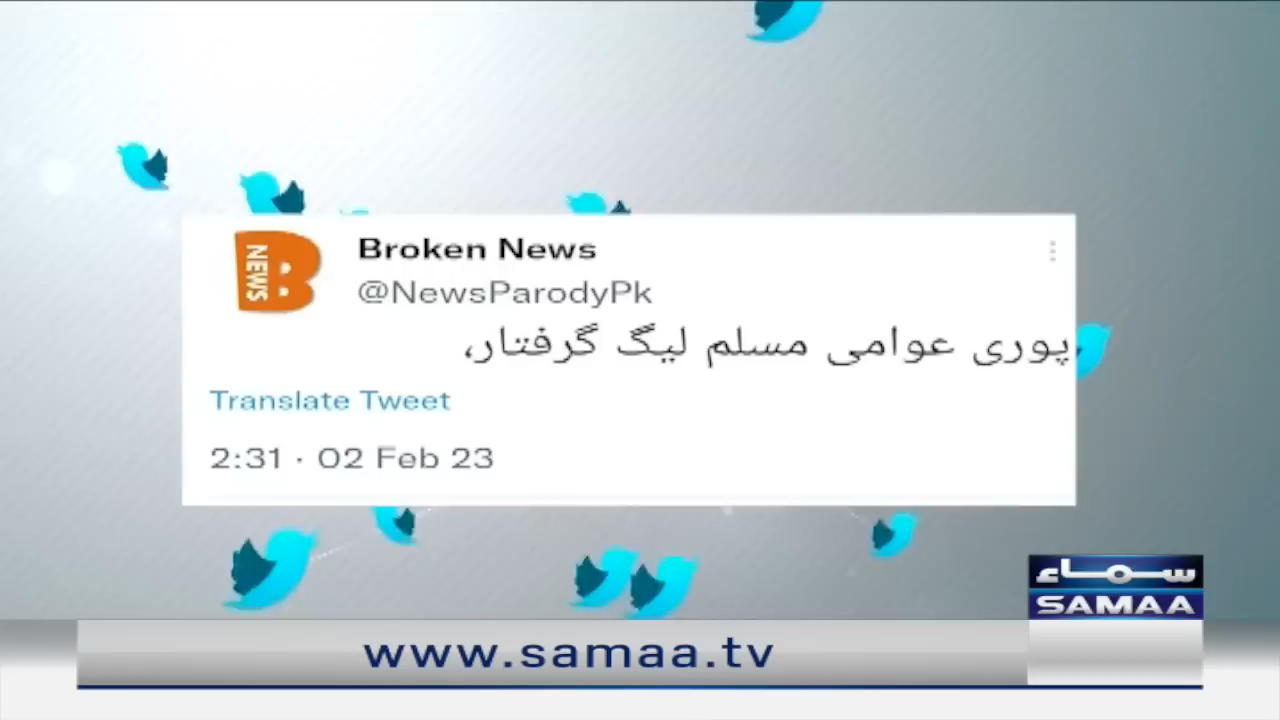 NEWS
Broken News
@NewsParodyPk
پوری عوامی مسلم لیگ گرفتار،
Translate Tweet
2:31 · 02 Feb 23
سماء
SAMAA
www.samaa.tv